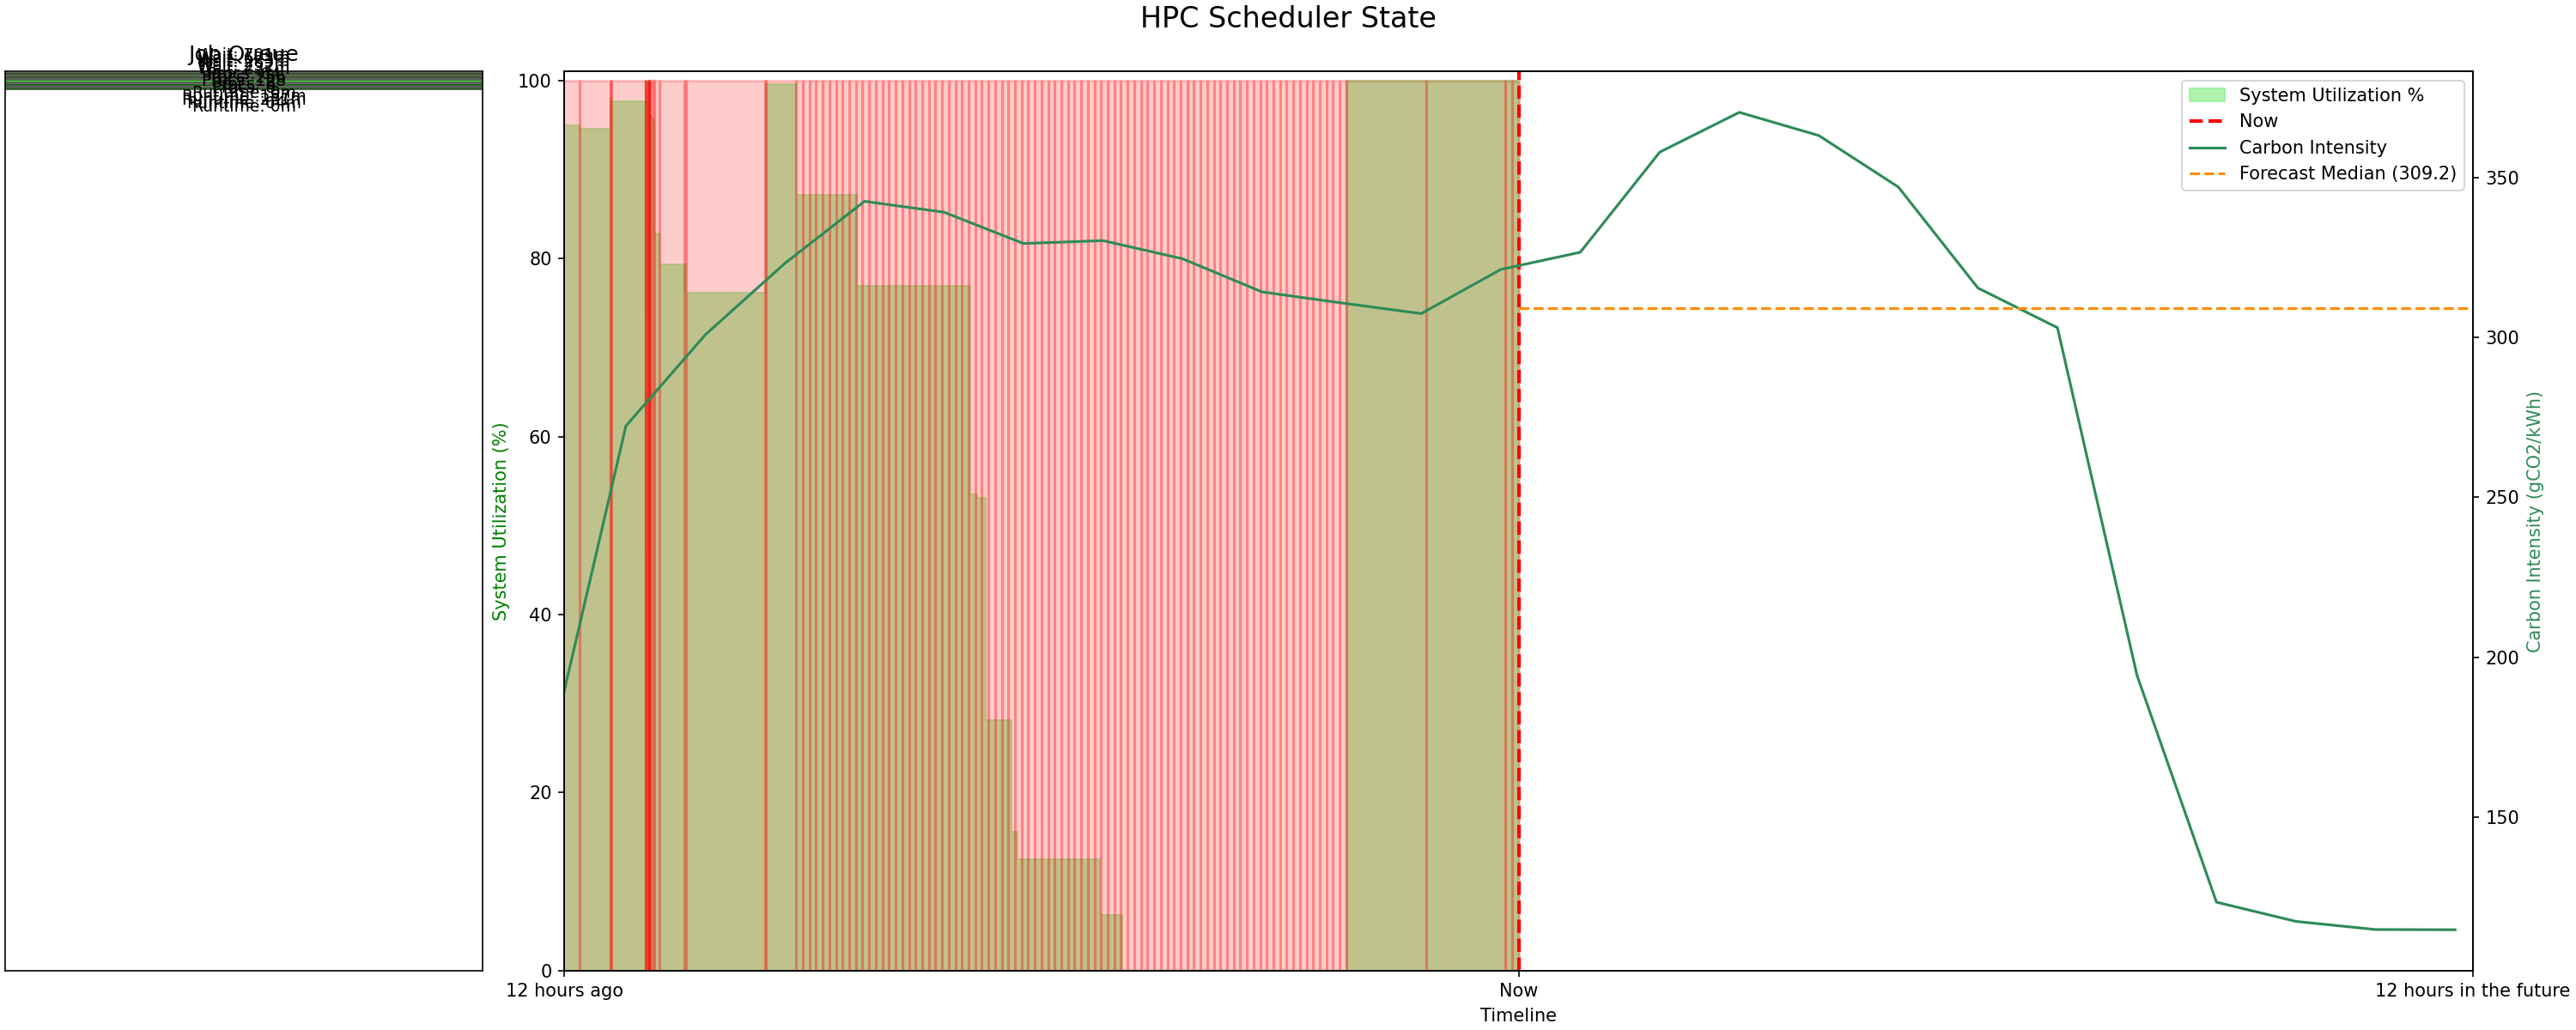 HPC Scheduler State
Job Queue
Runtime: 0m
System Utilization (%)
100
80
60
40
20
0
System Utilization %
Now
Carbon Intensity
Forecast Median (309.2)
350
300
250
200
150
Carbon Intensity (gCO2/kWh)
12 hours ago
Now
12 hours in the future
Timeline